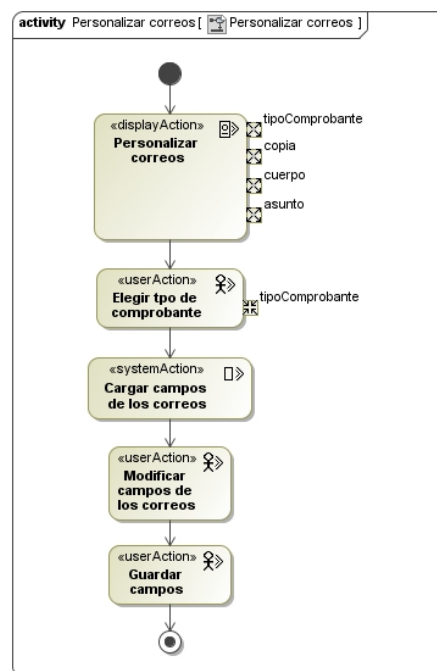 activity Personalizar correos [ Personalizar correos ]
«displayAction»
Personalizar
correos
tipoComprobante
copia
cuerpo
asunto
«userAction»
Elegir tpo de
comprobante
tipoComprobante
«systemAction»
Cargar campos
de los correos
«userAction»
Modificar
campos de
los correos
«userAction»
Guardar
campos